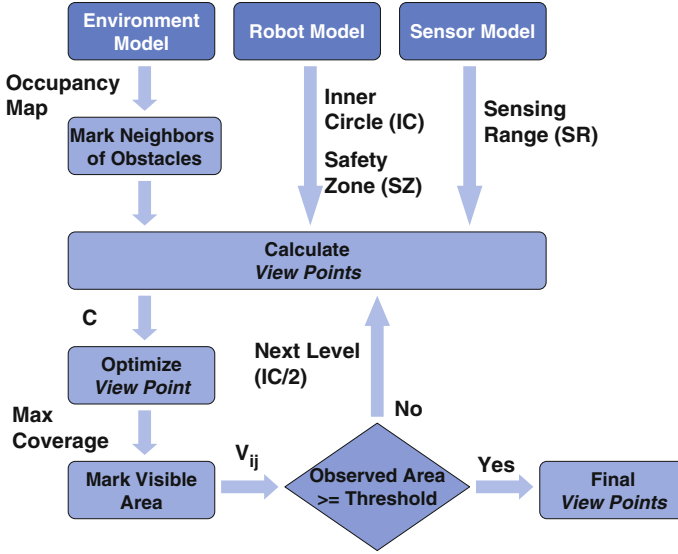 Environment
Model
Robot Model
Sensor Model
Occupancy
Map
Inner
Circle (IC)
Safety
Zone (SZ)
Sensing
Range (SR)
Mark Neighbors
of Obstacles
Calculate
View Points
C
Next Level
(IC/2)
Optimize
View Point
No
Max
Coverage
Vij
Yes
Mark Visible
Area
Observed Area
>= Threshold
Final
View Points